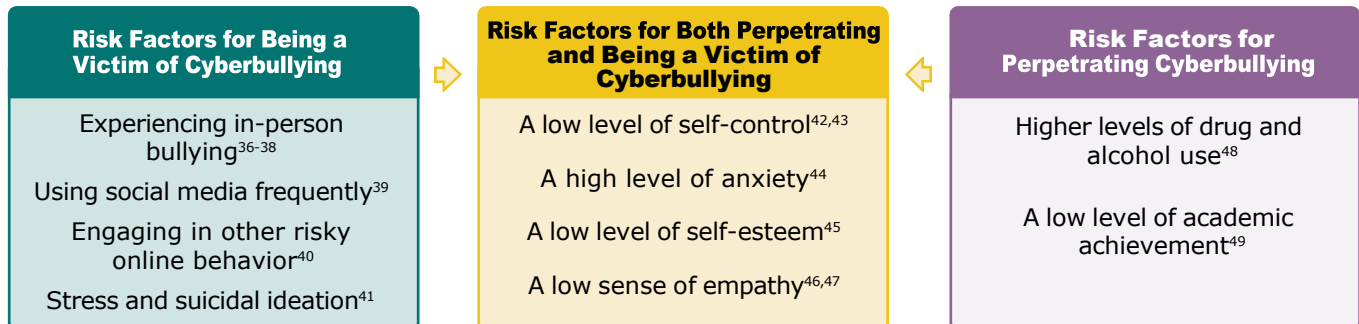 Risk Factors for Being a
Victim of Cyberbullying
Experiencing in-person
bullying36-38
Using social media frequently39
Engaging in other risky
online behavior40
Stress and suicidal ideation41
Risk Factors for Both Perpetrating
and Being a Victim of
Cyberbullying
A low level of self-control42,43
A high level of anxiety44
A low level of self-esteem45
A low sense of empathy46,47
Risk Factors for
Perpetrating Cyberbullying
Higher levels of drug and
alcohol use48
A low level of academic
achievement49